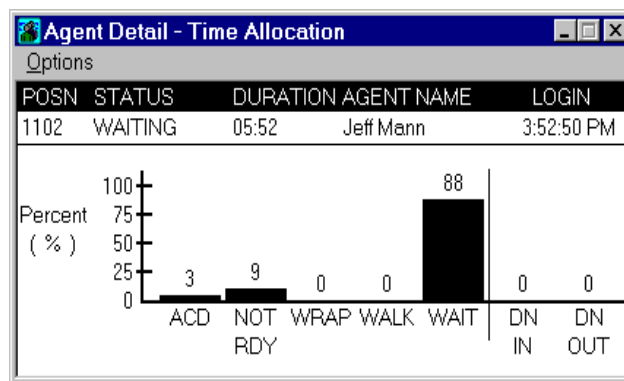 Agent Detail - Time Allocation
Options
POSN STATUS DURATION AGENT NAME LOGIN
1102 WAITING 05:52 Jeff Mann 3:52:50 PM
Percent
( % )
100
75
50
25
0
3 9 0 0 88 0 0
ACD NOT RDY WRAP WALK WAIT DN IN DN OUT